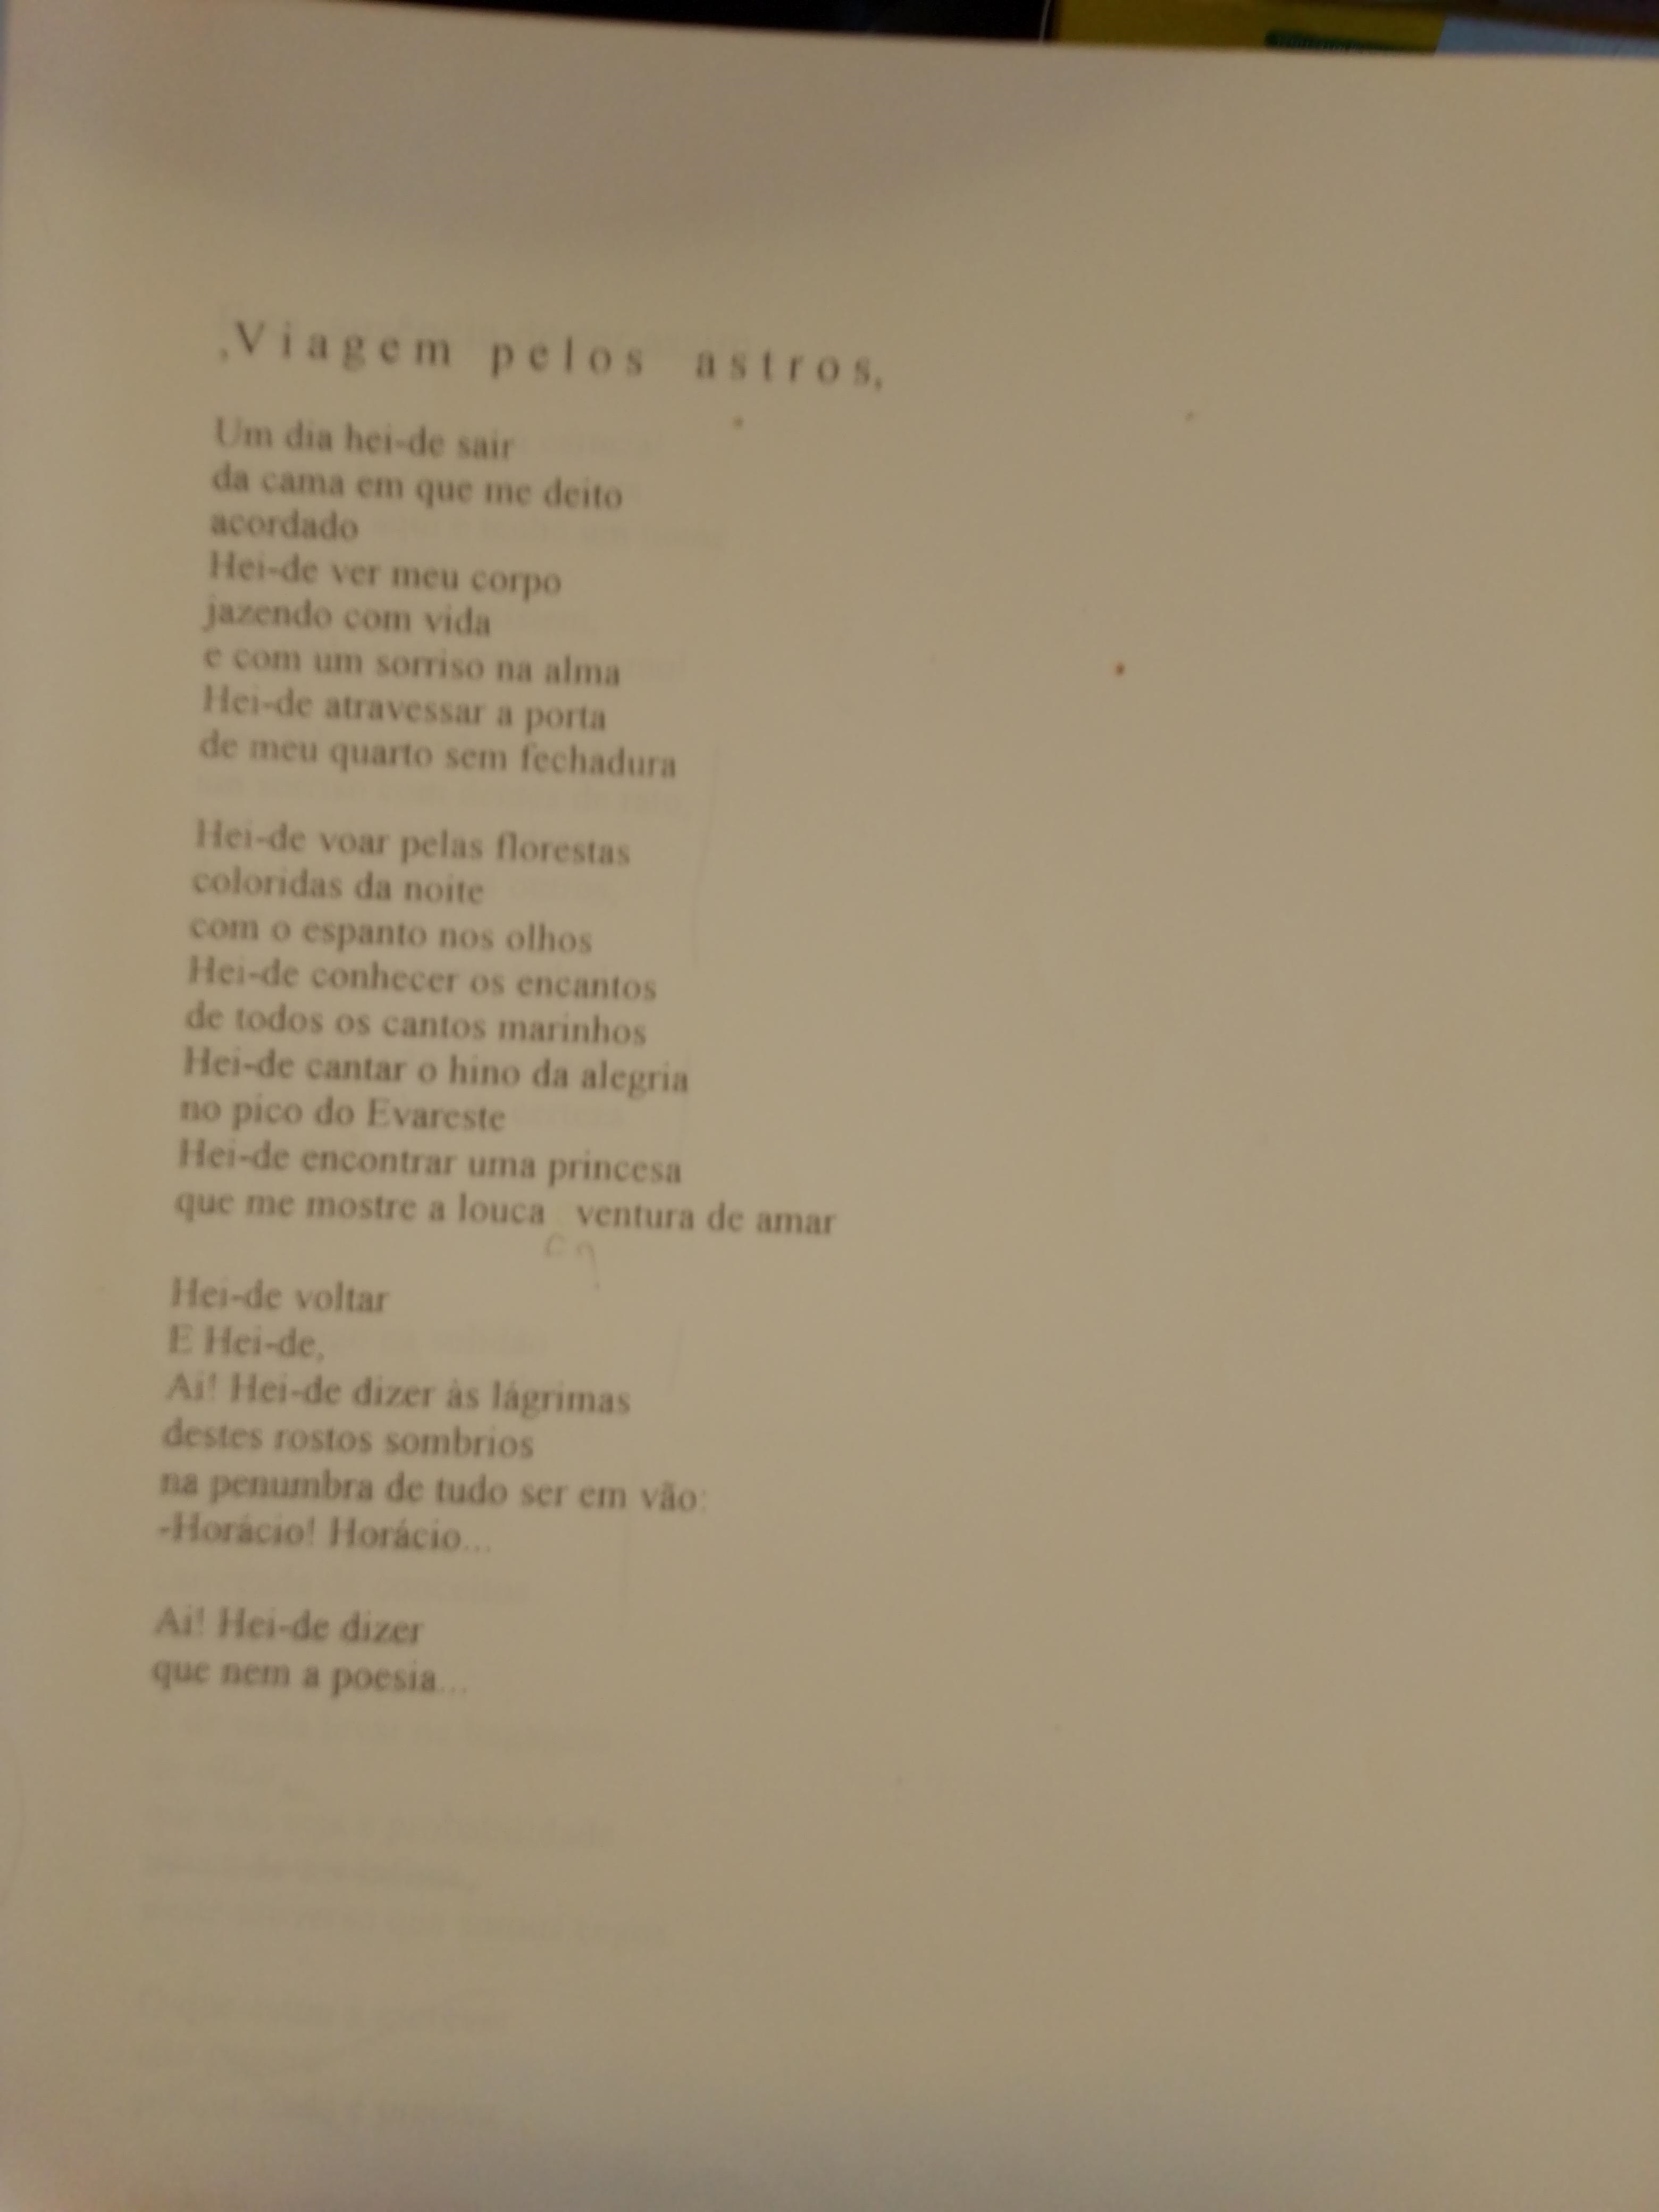 ,Viagem pelos astros,
Um dia hei-de sair
da cama em que me deito
acordado
Hei-de ver meu corpo
jazendo com vida
e com um sorriso na alma
Hei-de atravessar a porta
de meu quarto sem fechadura
Hei-de voar pelas florestas
coloridas da noite
com o espanto nos olhos
Hei-de conhecer os encantos
de todos os cantos marinhos
Hei-de cantar o hino da alegria
no pico do Evareste
Hei-de encontrar uma princesa
que me mostre a louca ventura de amar
Hei-de voltar
E Hei-de,
Ai! Hei-de dizer às lágrimas
destes rostos sombrios
na penumbra de tudo ser em vão:
-Horácio! Horácio...
Ai! Hei-de dizer
que nem a poesia...